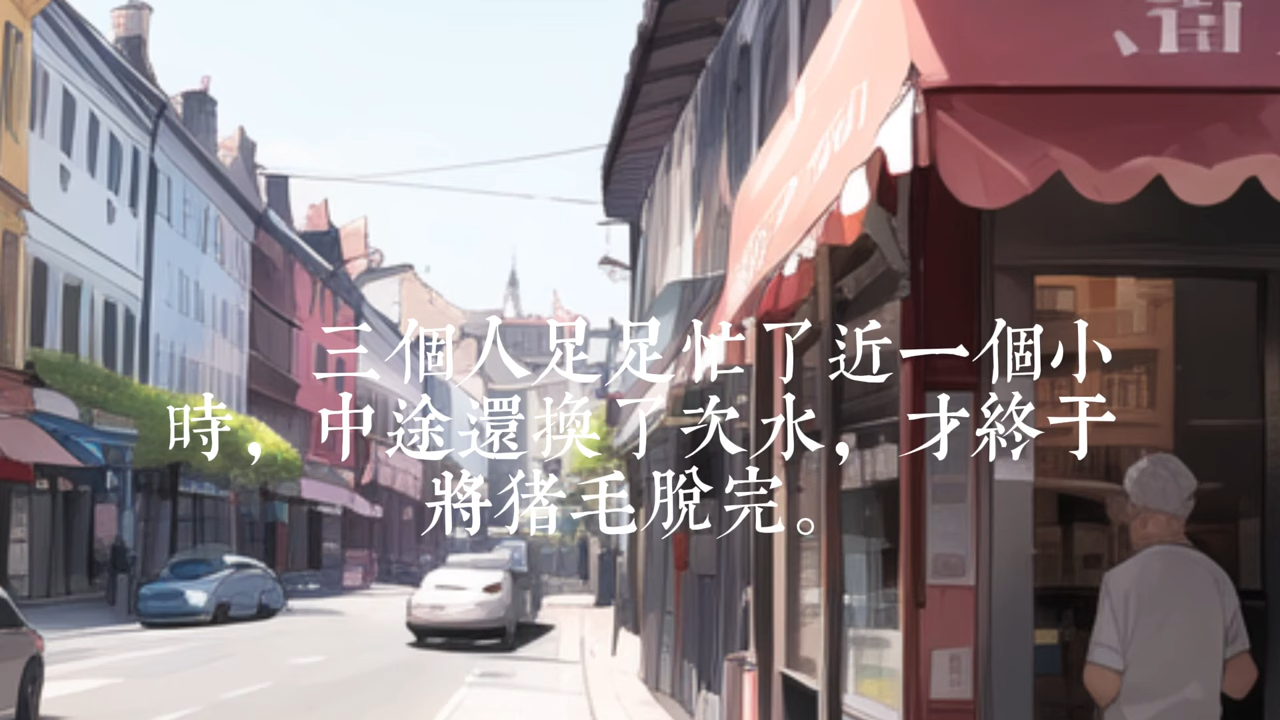 三個人足足忙了近一個小
時，中途還換了次水，才終于
將猪毛脫完。